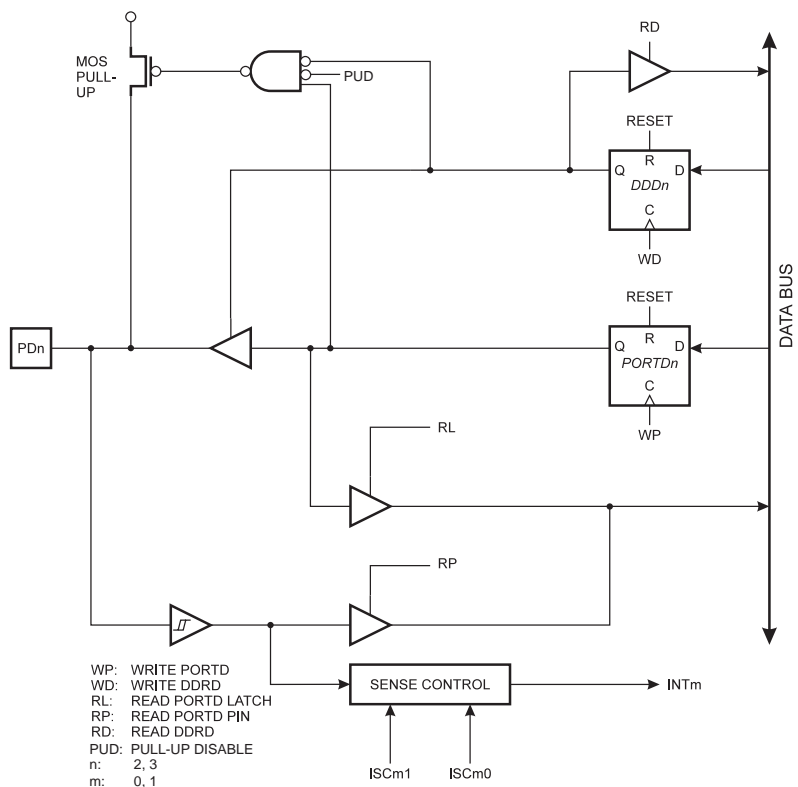 RD
MOS
PULL-
UP
PUD
RESET
R
Q
D
DDDn
C
WD
DATA BUS
RESET
R
PDn
Q
D
PORTDn
C
WP
RL
RP
WP: WRITE PORTD
WD: WRITE DDRD
RL: READ PORTD LATCH
RP: READ PORTD PIN
RD: READ DDRD
PUD: PULL-UP DISABLE
n: 2, 3
m: 0, 1
SENSE CONTROL
INTm
ISCm1
ISCm0